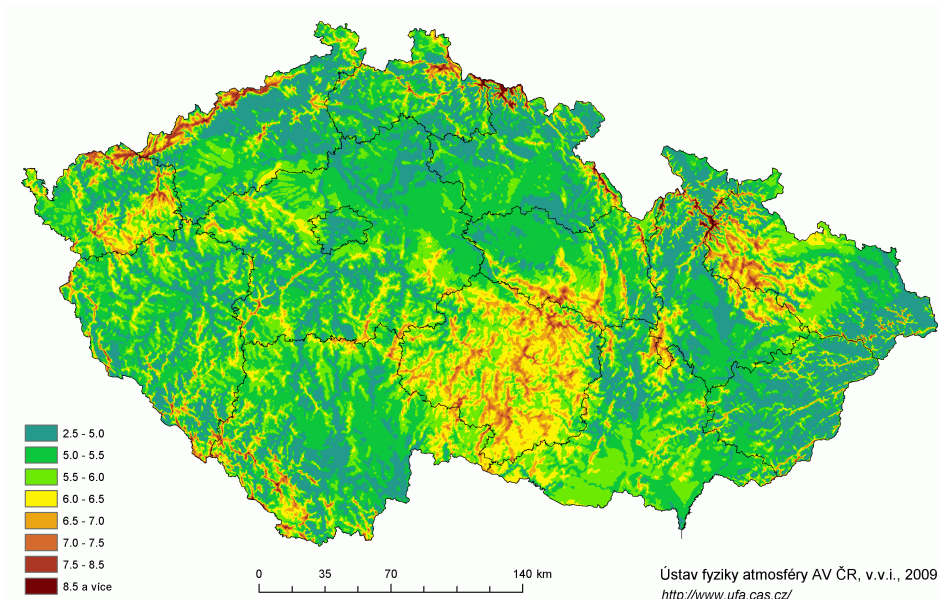 2.5 - 5.0
5.0 - 5.5
5.5 - 6.0
6.0 - 6.5
6.5 - 7.0
7.0 - 7.5
7.5 - 8.5
8.5 a více
0 35 70 140 km
Ústav fyziky atmosféry AV ČR, v.v.i., 2009
http://www.ufa.cas.cz/